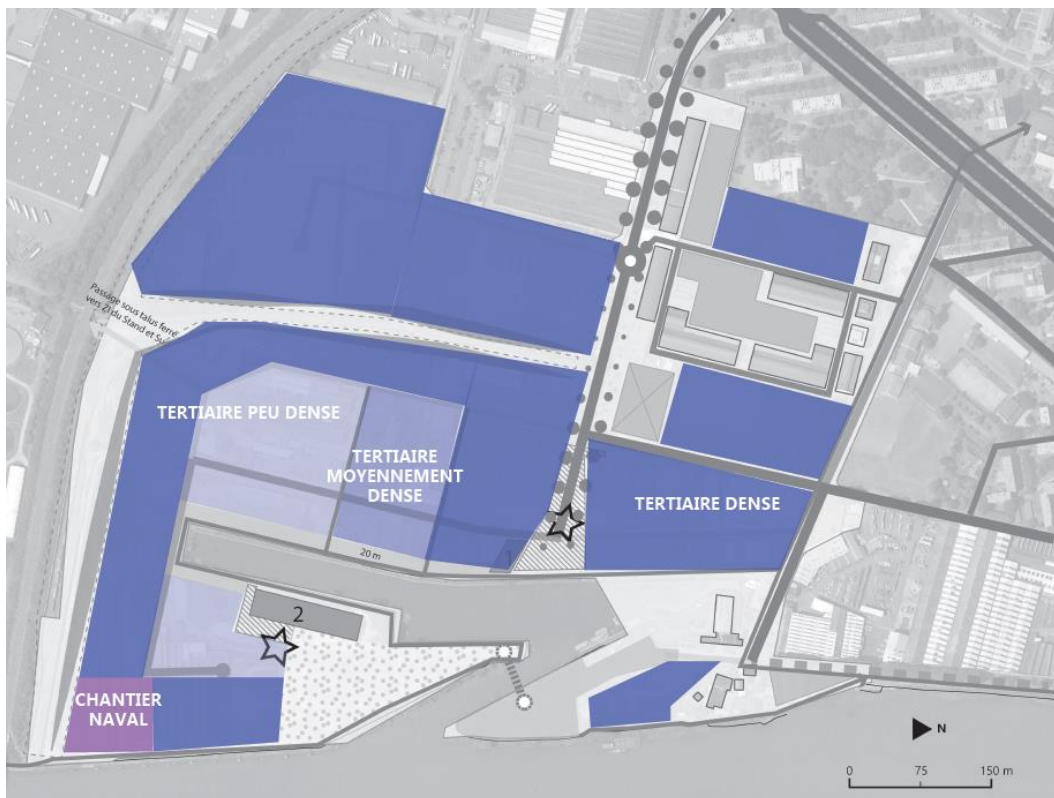 Passage sous talus ferré
vers ZI du Stand et Su
TERTIAIRE PEU DENSE
TERTIAIRE
MOYENNEMENT
DENSE
TERTIAIRE DENSE
1
20 m
2
CHANTIER
NAVAL
N
0 75 150 m